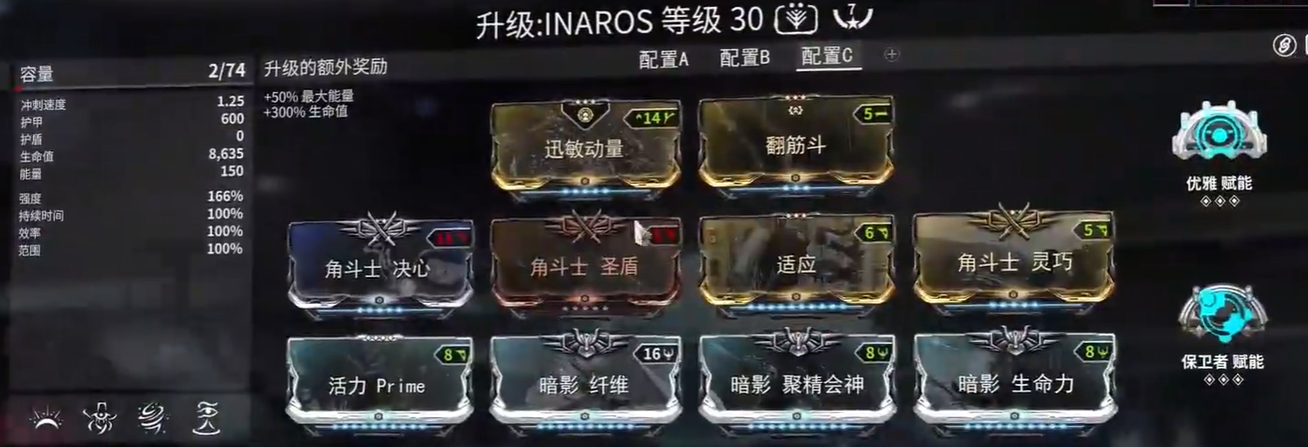 升级:INAROS 等级 30
7
配置A 配置B 配置C
容量 2/74
冲刺速度 1.25
护甲 600
护盾 0
生命值 8,635
能量 150
强度 166%
持续时间 100%
效率 100%
范围 100%
升级的额外奖励
+50% 最大能量
+300% 生命值
14
迅敏动量
5
翻筋斗
角斗士 决心
角斗士 圣盾
6
适应
5
角斗士 灵巧
8
活力 Prime
16
暗影 纤维
8
暗影 聚精会神
8
暗影 生命力
优雅 赋能
保卫者 赋能